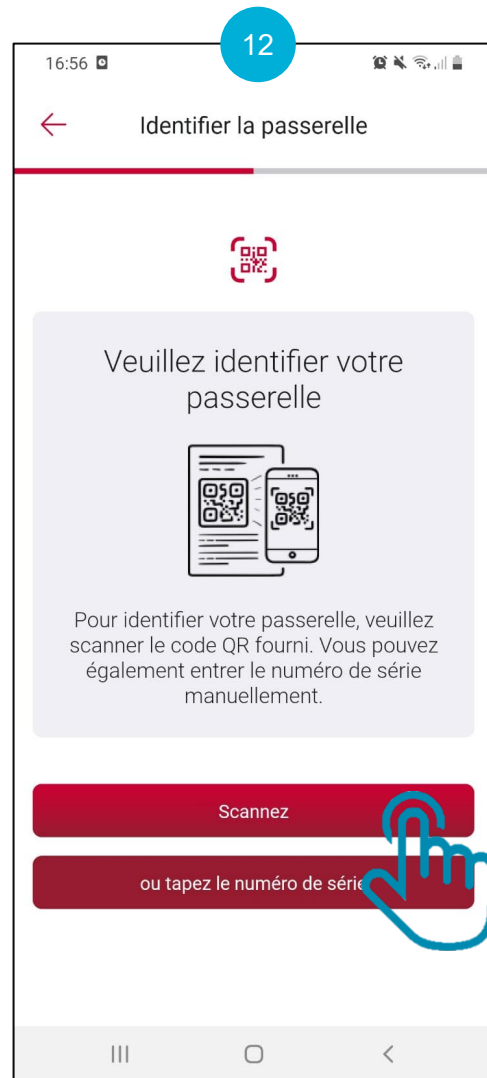 12
16:56
Identifier la passerelle
Veuillez identifier votre
passerelle
Pour identifier votre passerelle, veuillez
scanner le code QR fourni. Vous pouvez
également entrer le numéro de série
manuellement.
Scannez
ou tapez le numéro de série